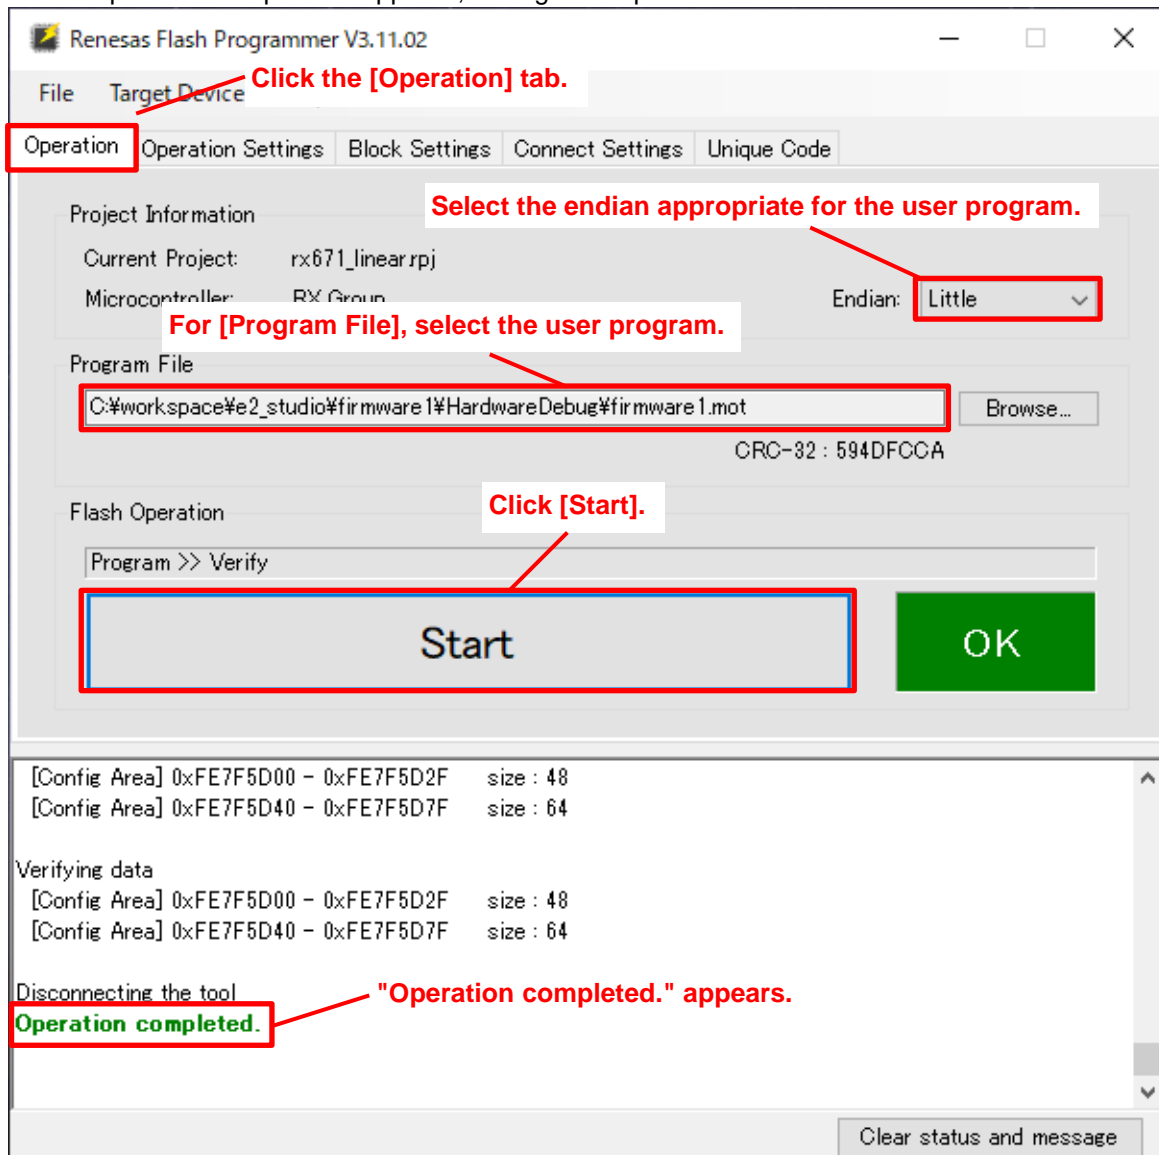 Renesas Flash Programmer V3.11.02
Click the [Operation] tab.
File Target Device
Operation Operation Settings Block Settings Connect Settings Unique Code
Select the endian appropriate for the user program.
Project Information
Current Project: rx671_linear.rpj
Microcontroller: RX Group Endian: Little
For [Program File], select the user program.
Program File
C:¥workspace¥e2_studio¥firmware1¥HardwareDebug¥firmware1.mot Browse...
CRC-32 : 594DFCCA
Click [Start].
Flash Operation
Program >> Verify
Start OK
[Config Area] 0xFE7F5D00 - 0xFE7F5D2F size : 48
[Config Area] 0xFE7F5D40 - 0xFE7F5D7F size : 64
Verifying data
[Config Area] 0xFE7F5D00 - 0xFE7F5D2F size : 48
[Config Area] 0xFE7F5D40 - 0xFE7F5D7F size : 64
Disconnecting the tool
"Operation completed." appears.
Operation completed.
Clear status and message